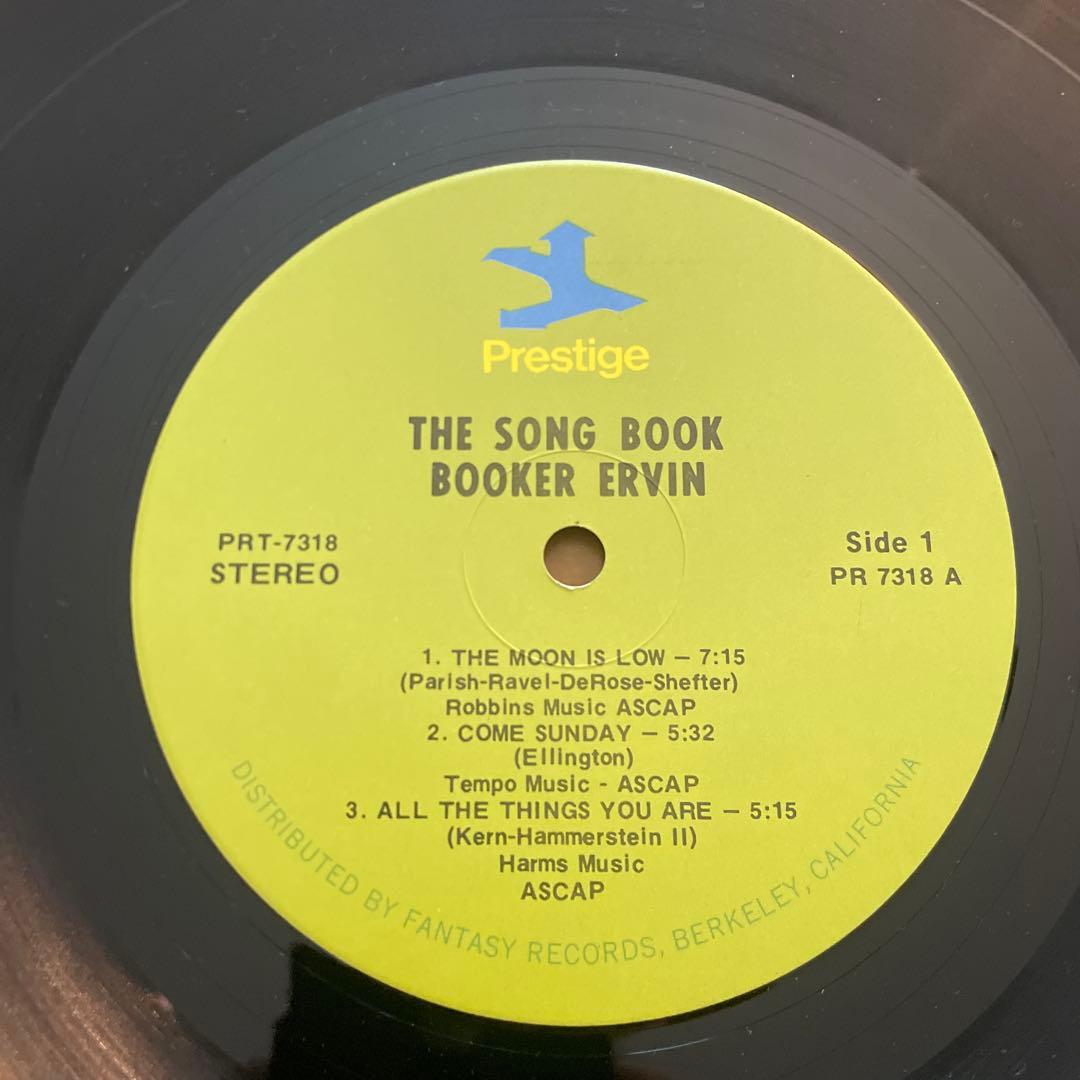 Prestige
THE SONG BOOK
BOOKER ERVIN
PRT-7318
STEREO
Side 1
PR 7318 A
1. THE MOON IS LOW — 7:15
(Parish-Ravel-DeRose-Shefter)
Robbins Music ASCAP
2. COME SUNDAY — 5:32
(Ellington)
Tempo Music - ASCAP
3. ALL THE THINGS YOU ARE — 5:15
(Kern-Hammerstein II)
Harms Music
ASCAP
DISTRIBUTED BY FANTASY RECORDS, BERKELEY, CALIFORNIA